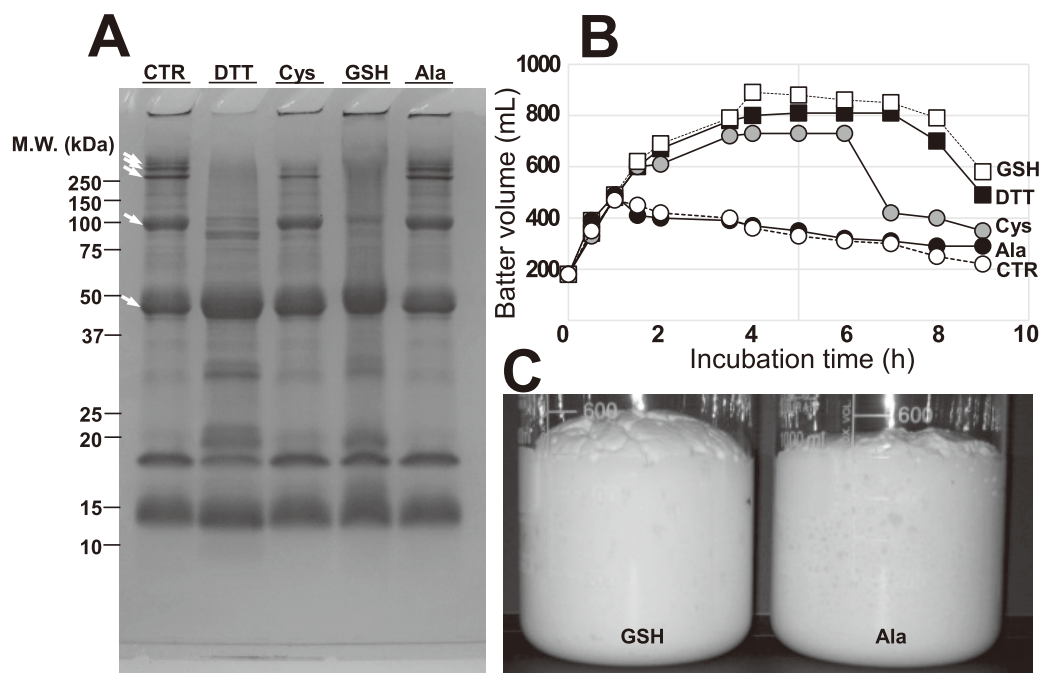 A
CTR DTT Cys GSH Ala
M.W. (kDa)
250
150
100
75
50
37
25
20
15
10
B
Batter volume (mL)
1000
800
600
400
200
0 2 4 6 8 10
Incubation time (h)
GSH
DTT
Cys
Ala
CTR
C
600
600
1000 ml
GSH
Ala